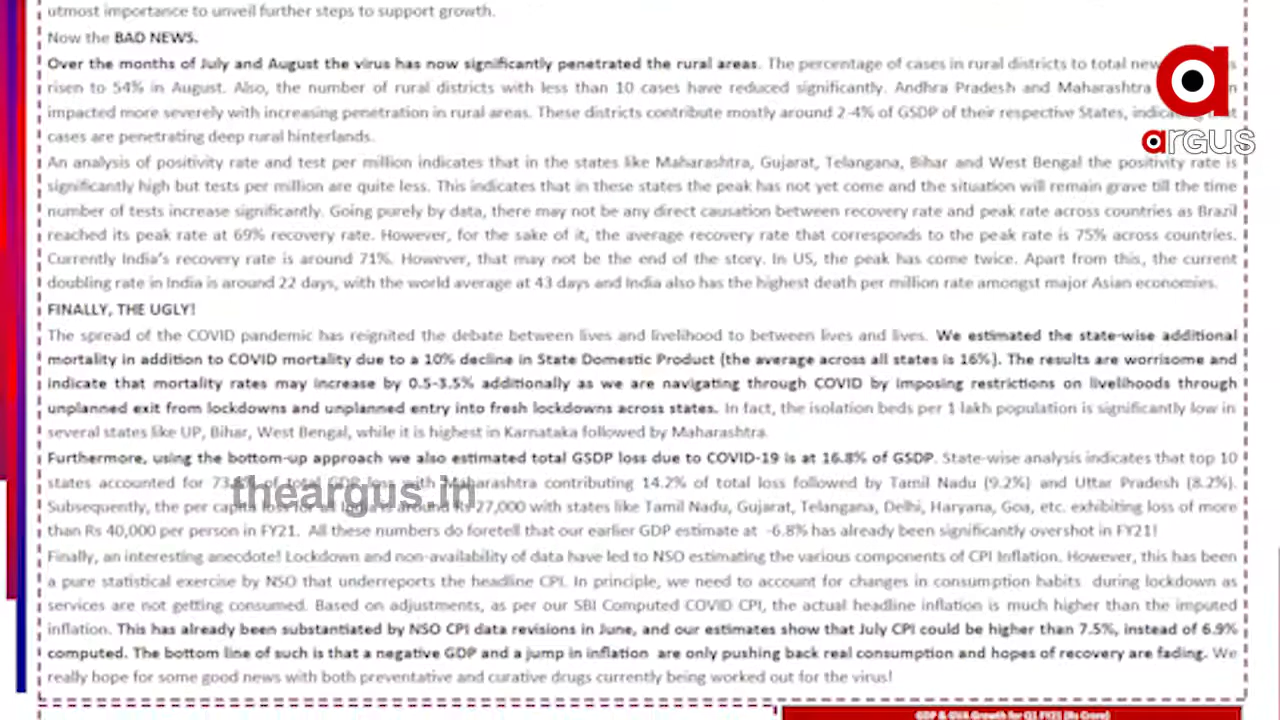 utmost importance to unveil further steps to support growth.
Now the BAD NEWS.
Over the months of July and August the virus has now significantly penetrated the rural areas. The percentage of cases in rural districts to total new
risen to 54% in August. Also, the number of rural districts with less than 10 cases have reduced significantly. Andhra Pradesh and Maharashtra
impacted more severely with increasing penetration in rural areas. These districts contribute mostly around 2-4% of GSDP of their respective States,
cases are penetrating deep rural hinterlands.
An analysis of positivity rate and test per million indicates that in the states like Maharashtra, Gujarat, Telangana, Bihar and West Bengal the positivity rate is
significantly high but tests per million are quite less. This indicates that in these states the peak has not yet come and the situation will remain grave till the time
number of tests increase significantly. Going purely by data, there may not be any direct causation between recovery rate and peak rate across countries as Brazil
reached its peak rate at 69% recovery rate. However, for the sake of it, the average recovery rate that corresponds to the peak rate is 75% across countries.
Currently India's recovery rate is around 71%. However, that may not be the end of the story. In US, the peak has come twice. Apart from this, the current
doubling rate in India is around 22 days, with the world average at 43 days and India also has the highest death per million rate amongst major Asian economies.
FINALLY, THE UGLY!
The spread of the COVID pandemic has reignited the debate between lives and livelihood to between lives and lives. We estimated the state-wise additional
mortality in addition to COVID mortality due to a 10% decline in State Domestic Product (the average across all states is 16%). The results are worrisome and
indicate that mortality rates may increase by 0.5-3.5% additionally as we are navigating through COVID by imposing restrictions on livelihoods through
unplanned exit from lockdowns and unplanned entry into fresh lockdowns across states. In fact, the isolation beds per 1 lakh population is significantly low in
several states like UP, Bihar, West Bengal, while it is highest in Karnataka followed by Maharashtra.
Furthermore, using the bottom-up approach we also estimated total GSDP loss due to COVID-19 is at 16.8% of GSDP. State-wise analysis indicates that top 10
states accounted for of total GDP loss with Maharashtra contributing 14.2% of total loss followed by Tamil Nadu (9.2%) and Uttar Pradesh (8.2%).
Subsequently, the per capita loss for all India is around Rs 27,000 with states like Tamil Nadu, Gujarat, Telangana, Delhi, Haryana, Goa, etc. exhibiting loss of more
than Rs 40,000 per person in FY21. All these numbers do foretell that our earlier GDP estimate at -6.8% has already been significantly overshot in FY21!
Finally, an interesting anecdote! Lockdown and non-availability of data have led to NSO estimating the various components of CPI Inflation. However, this has been
a pure statistical exercise by NSO that underreports the headline CPI. In principle, we need to account for changes in consumption habits during lockdown as
services are not getting consumed. Based on adjustments, as per our SBI Computed COVID CPI, the actual headline inflation is much higher than the imputed
inflation. This has already been substantiated by NSO CPI data revisions in June, and our estimates show that July CPI could be higher than 7.5%, instead of 6.9%
computed. The bottom line of such is that a negative GDP and a jump in inflation are only pushing back real consumption and hopes of recovery are fading. We
really hope for some good news with both preventative and curative drugs currently being worked out for the virus!
GDP & GVA Growth for Q1 FY21 (Rs Crore)
argus
theargus.in